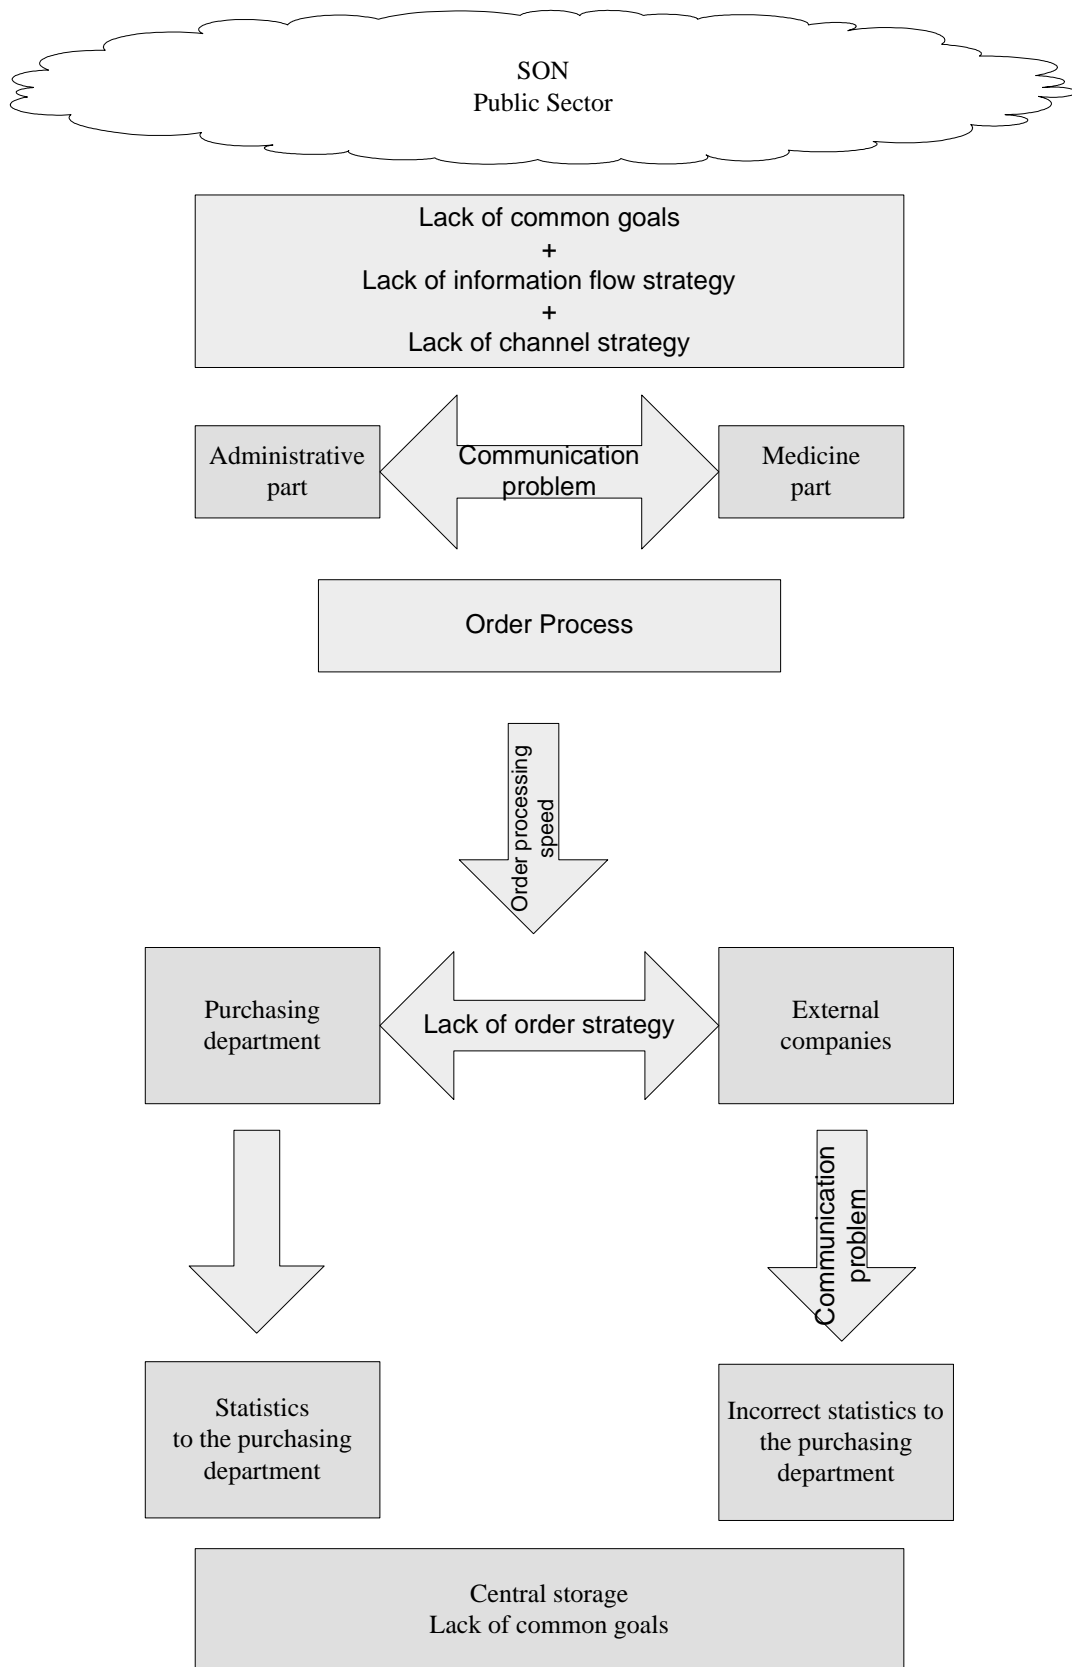 SON
Public Sector
Lack of common goals
+
Lack of information flow strategy
+
Lack of channel strategy
Administrative
part
Communication
problem
Medicine
part
Order Process
Order processing
speed
Purchasing
department
Lack of order strategy
External
companies
Communication
problem
Statistics
to the purchasing
department
Incorrect statistics to
the purchasing
department
Central storage
Lack of common goals